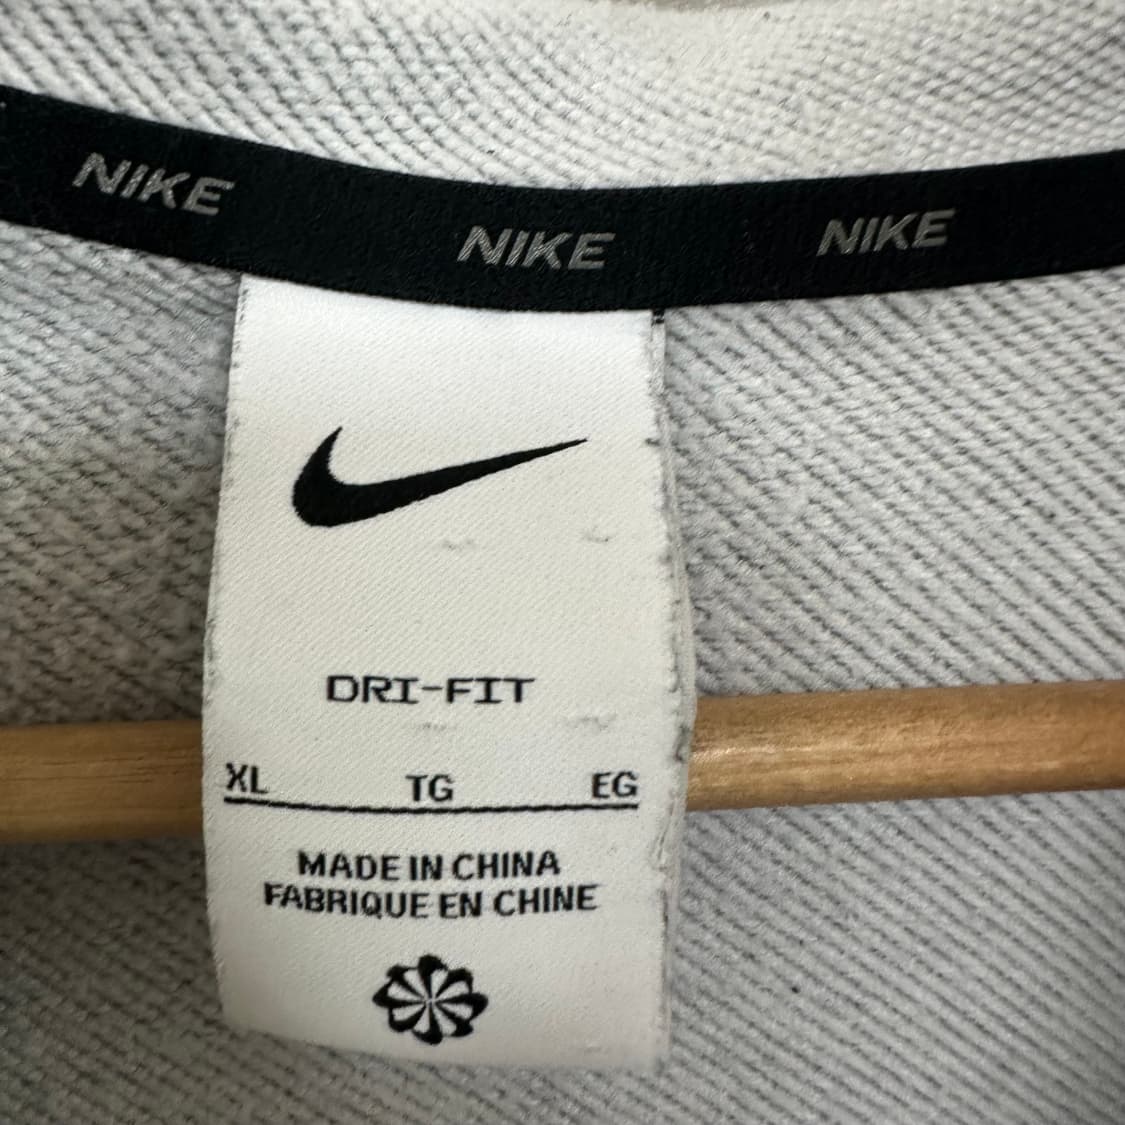 NIKE NIKE NIKE
DRI-FIT
XL TG EG
MADE IN CHINA
FABRIQUE EN CHINE